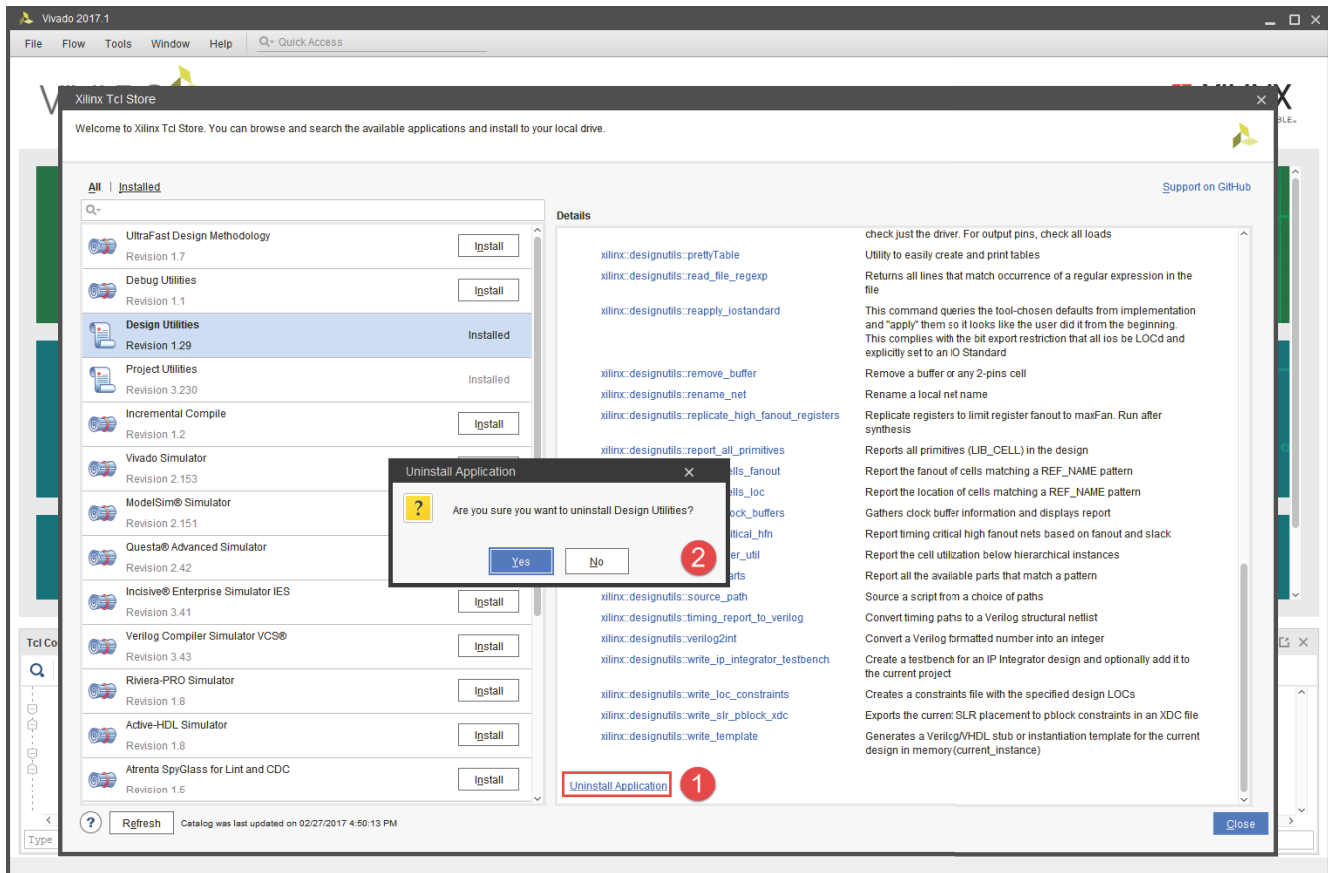 Vivado 2017.1
File Flow Tools Window Help Quick Access
Xilinx Tcl Store
Welcome to Xilinx Tcl Store. You can browse and search the available applications and install to your local drive.
All | Installed
Support on GitHub
Details
UltraFast Design Methodology
Revision 1.7
Install
Debug Utilities
Revision 1.1
Install
Design Utilities
Revision 1.29
Installed
Project Utilities
Revision 3.230
Installed
Incremental Compile
Revision 1.2
Install
Vivado Simulator
Revision 2.153
ModelSim® Simulator
Revision 2.151
Questa® Advanced Simulator
Revision 2.42
Incisive® Enterprise Simulator IES
Revision 3.41
Install
Verilog Compiler Simulator VCS®
Revision 3.43
Install
Riviera-PRO Simulator
Revision 1.8
Install
Active-HDL Simulator
Revision 1.8
Install
Atrenta SpyGlass for Lint and CDC
Revision 1.5
Install
check just the driver. For output pins, check all loads
xilinx::designutils::prettyTable Utility to easily create and print tables
xilinx::designutils::read_file_regexp Returns all lines that match occurrence of a regular expression in the
file
xilinx::designutils::reapply_iostandard This command queries the tool-chosen defaults from implementation
and "apply" them so it looks like the user did it from the beginning.
This complies with the bit export restriction that all ios be LOCd and
explicitly set to an IO Standard
xilinx::designutils::remove_buffer Remove a buffer or any 2-pins cell
xilinx::designutils::rename_net Rename a local net name
xilinx::designutils::replicate_high_fanout_registers Replicate registers to limit register fanout to maxFan. Run after
synthesis
xilinx::designutils::report_all_primitives Reports all primitives (LIB_CELL) in the design
ells_fanout Report the fanout of cells matching a REF_NAME pattern
ells_loc Report the location of cells matching a REF_NAME pattern
ock_buffers Gathers clock buffer information and displays report
itical_hfn Report timing critical high fanout nets based on fanout and slack
er_util Report the cell utilization below hierarchical instances
arts Report all the available parts that match a pattern
xilinx::designutils::source_path Source a script from a choice of paths
xilinx::designutils::timing_report_to_verilog Convert timing paths to a Verilog structural netlist
xilinx::designutils::verilog2int Convert a Verilog formatted number into an integer
xilinx::designutils::write_ip_integrator_testbench Create a testbench for an IP Integrator design and optionally add it to
the current project
xilinx::designutils::write_loc_constraints Creates a constraints file with the specified design LOCs
xilinx::designutils::write_slr_pblock_xdc Exports the current SLR placement to pblock constraints in an XDC file
xilinx::designutils::write_template Generates a Verilog/VHDL stub or instantiation template for the current
design in memory (current_instance)
Uninstall Application 1
Uninstall Application
? Are you sure you want to uninstall Design Utilities?
Yes No 2
Tcl Co
? Refresh Catalog was last updated on 02/27/2017 4:50:13 PM
Close
Type